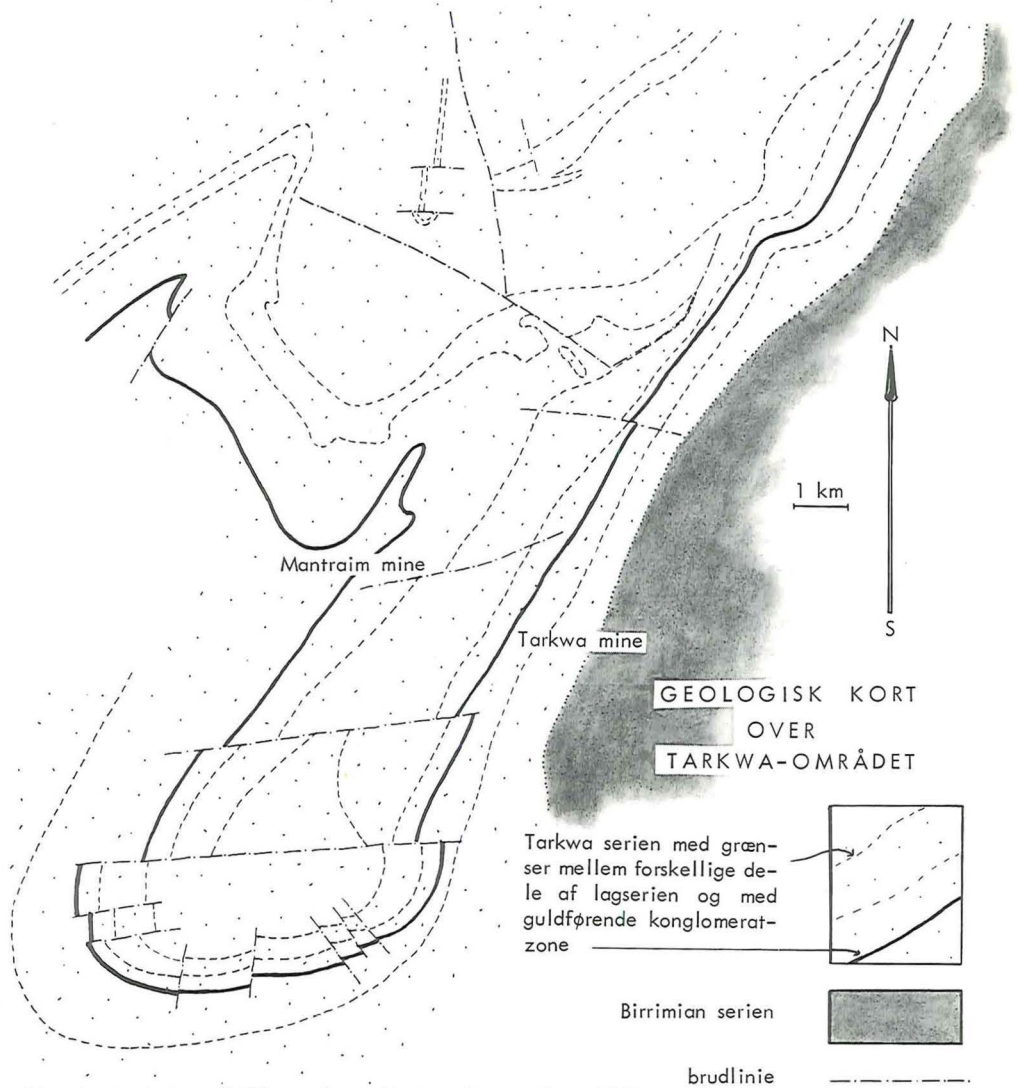 N
1 km
S
Mantraim mine
Tarkwa mine
GEOLOGISK KORT
OVER
TARKWA-OMRÅDET
Tarkwa serien med græn-
ser mellem forskellige de-
le af lagserien og med
guldførende konglomerat-
zone
Birrimian serien
brudlinie